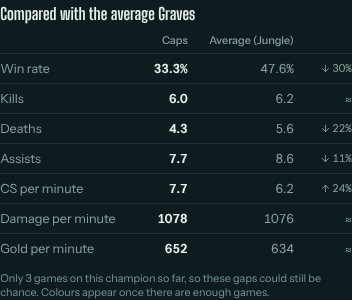 Compared with the average Graves
Caps Average (Jungle)
Win rate 33.3% 47.6% ↓ 30%
Kills 6.0 6.2 ≈
Deaths 4.3 5.6 ↓ 22%
Assists 7.7 8.6 ↓ 11%
CS per minute 7.7 6.2 ↑ 24%
Damage per minute 1078 1076 ≈
Gold per minute 652 634 ≈
Only 3 games on this champion so far, so these gaps could still be
chance. Colours appear once there are enough games.